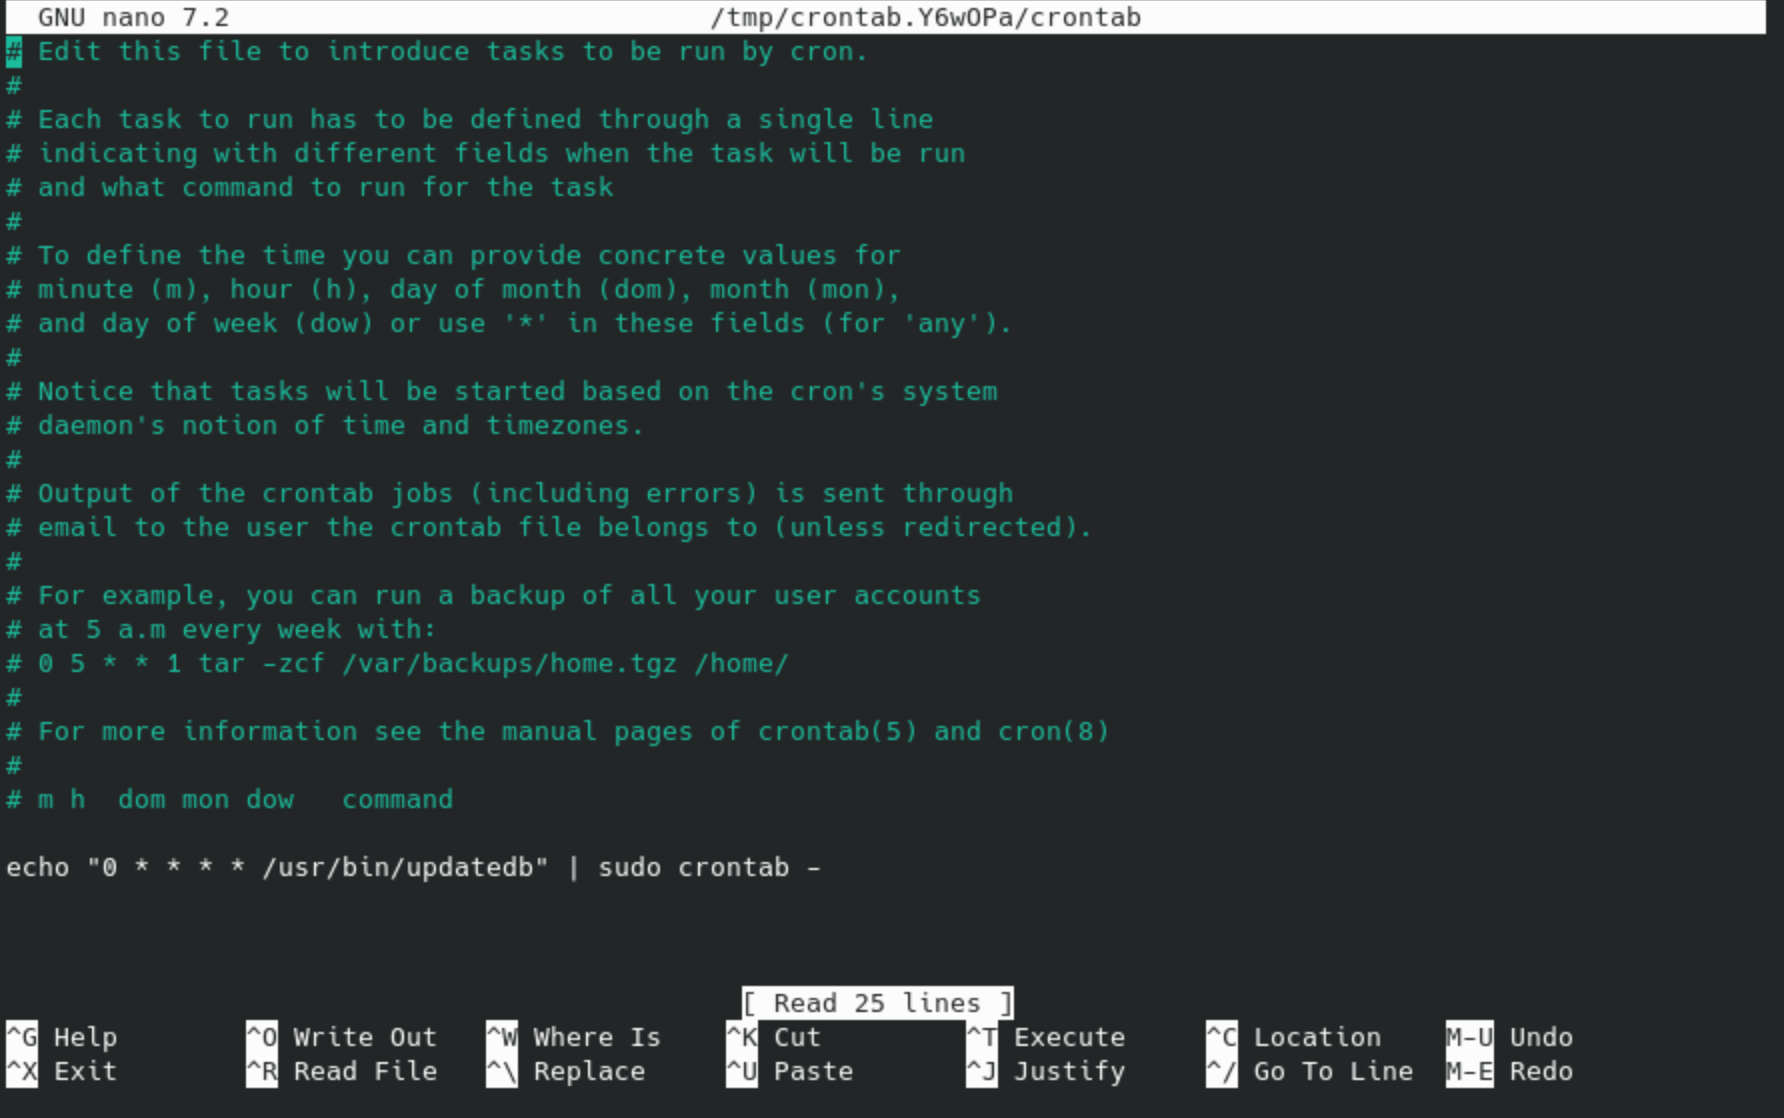 GNU nano 7.2 /tmp/crontab.Y6wOPa/crontab
# Edit this file to introduce tasks to be run by cron.
#
# Each task to run has to be defined through a single line
# indicating with different fields when the task will be run
# and what command to run for the task
#
# To define the time you can provide concrete values for
# minute (m), hour (h), day of month (dom), month (mon),
# and day of week (dow) or use '*' in these fields (for 'any').
#
# Notice that tasks will be started based on the cron's system
# daemon's notion of time and timezones.
#
# Output of the crontab jobs (including errors) is sent through
# email to the user the crontab file belongs to (unless redirected).
#
# For example, you can run a backup of all your user accounts
# at 5 a.m every week with:
# 0 5 * * 1 tar -zcf /var/backups/home.tgz /home/
#
# For more information see the manual pages of crontab(5) and cron(8)
#
# m h  dom mon dow   command
echo "0 * * * * /usr/bin/updatedb" | sudo crontab -
[ Read 25 lines ]
^G Help ^O Write Out ^W Where Is ^K Cut ^T Execute ^C Location M-U Undo
^X Exit ^R Read File ^\ Replace ^U Paste ^J Justify ^/ Go To Line M-E Redo